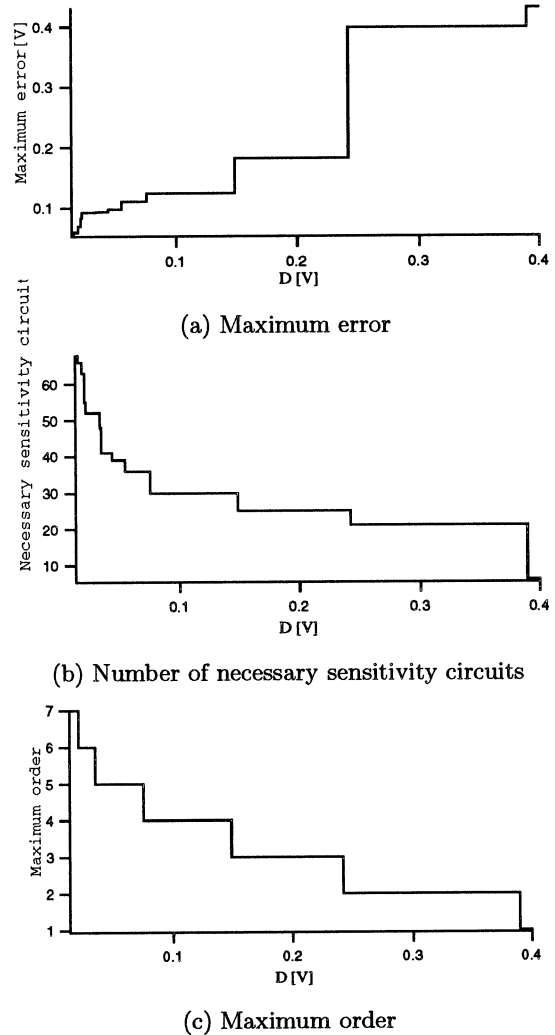 0.4
0.3
0.2
0.1
Maximum error[V]
0.1 0.2 0.3 0.4
D [V]
(a) Maximum error
60
50
40
30
20
10
Necessary sensitivity circuit
0.1 0.2 0.3 0.4
D [V]
(b) Number of necessary sensitivity circuits
7
6
5
4
3
2
1
Maximum order
0.1 0.2 0.3 0.4
D [V]
(c) Maximum order